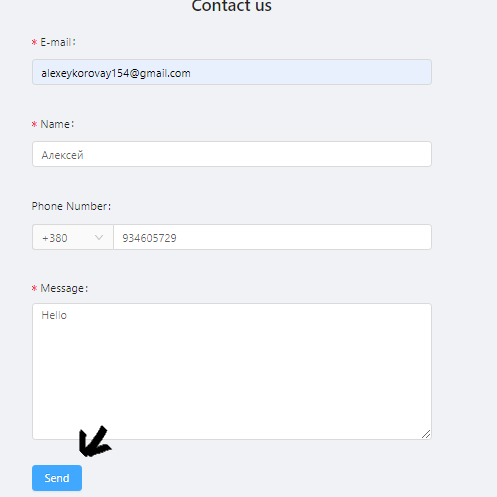 Contact us
* E-mail:
alexeykorovay154@gmail.com
* Name:
Алексей
Phone Number:
+380 934605729
* Message:
Hello
Send